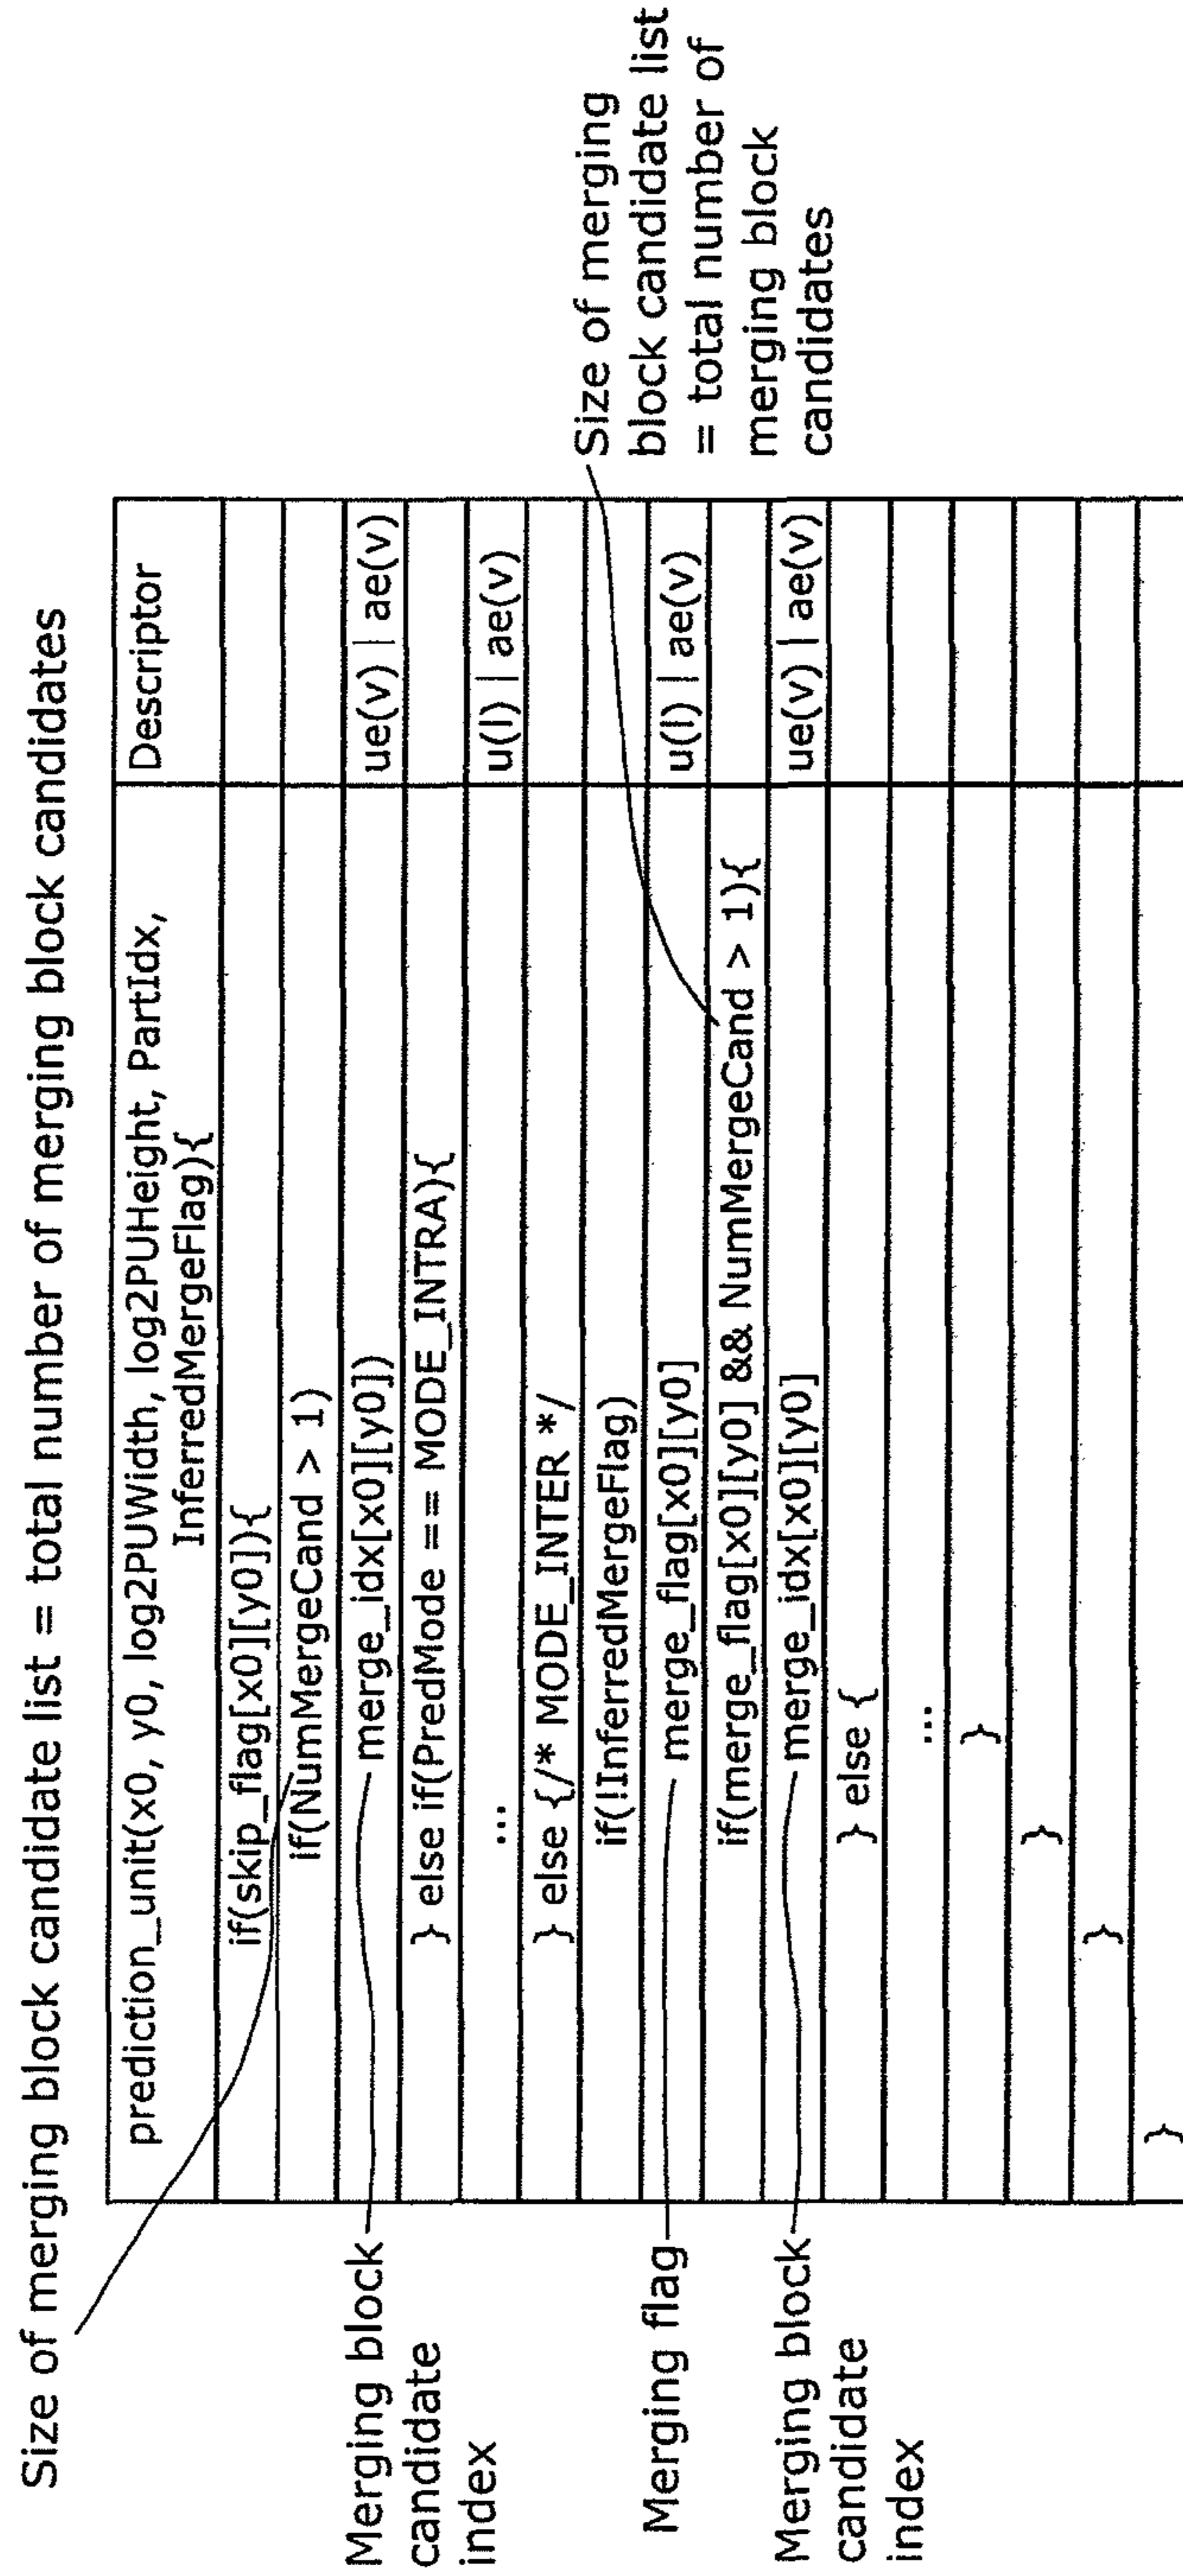 Size of merging block candidate list = total number of merging block candidates
prediction_unit(x0, y0, log2PUWidth, log2PUHeight, PartIdx,
InferredMergeFlag){
Descriptor
if(skip_flag[x0][y0]){
if(NumMergeCand > 1)
merge_idx[x0][y0])
ue(v) | ae(v)
} else if(PredMode == MODE_INTRA){
...
u(l) | ae(v)
} else {/* MODE_INTER */
if(!InferredMergeFlag)
merge_flag[x0][y0]
u(l) | ae(v)
if(merge_flag[x0][y0] && NumMergeCand > 1){
merge_idx[x0][y0]
ue(v) | ae(v)
} else {
...
}
}
}
}
Merging block
candidate
index
Merging flag
Merging block
candidate
index
Size of merging
block candidate list
= total number of
merging block
candidates